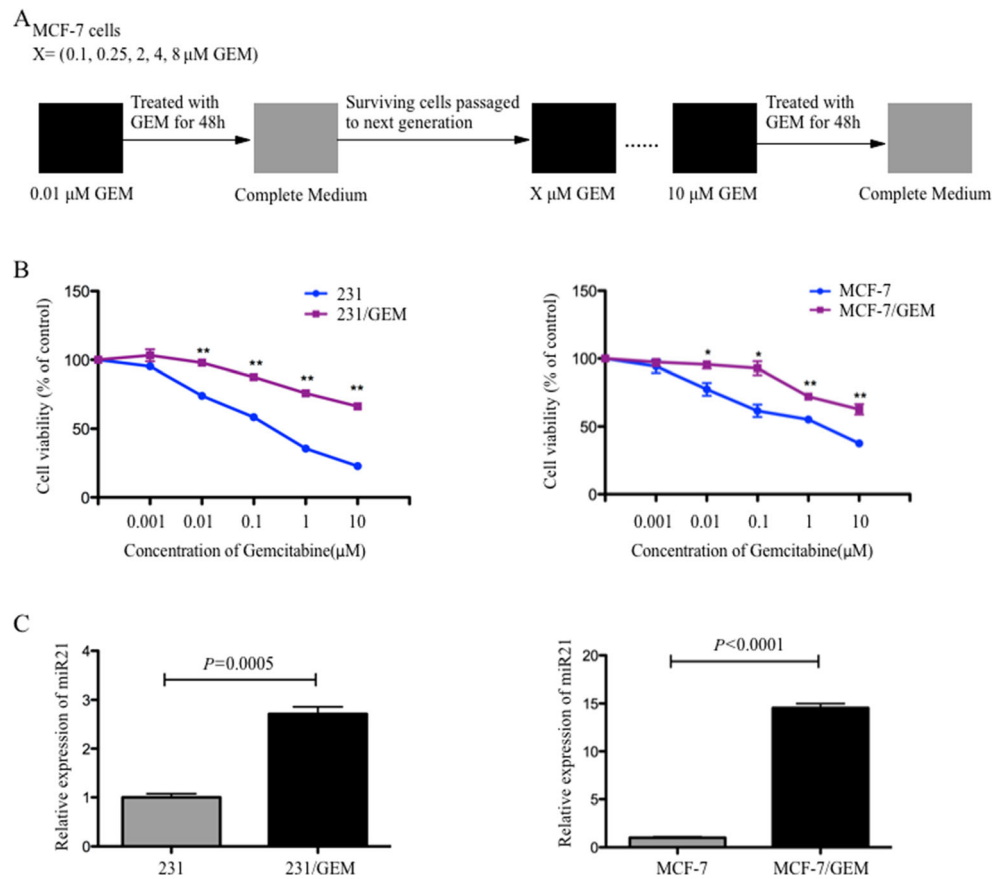 A
MCF-7 cells
X= (0.1, 0.25, 2, 4, 8 μM GEM)
Treated with
GEM for 48h
Surviving cells passaged
to next generation
......
Treated with
GEM for 48h
0.01 μM GEM
Complete Medium
X μM GEM
10 μM GEM
Complete Medium
B
Cell viability (% of control)
150
100
50
0
231
231/GEM
**
**
**
**
0.001
0.01
0.1
1
10
Concentration of Gemcitabine(μM)
Cell viability (% of control)
150
100
50
0
MCF-7
MCF-7/GEM
*
*
**
**
0.001
0.01
0.1
1
10
Concentration of Gemcitabine(μM)
C
Relative expression of miR21
4
3
2
1
0
P=0.0005
231
231/GEM
Relative expression of miR21
20
15
10
5
0
P<0.0001
MCF-7
MCF-7/GEM